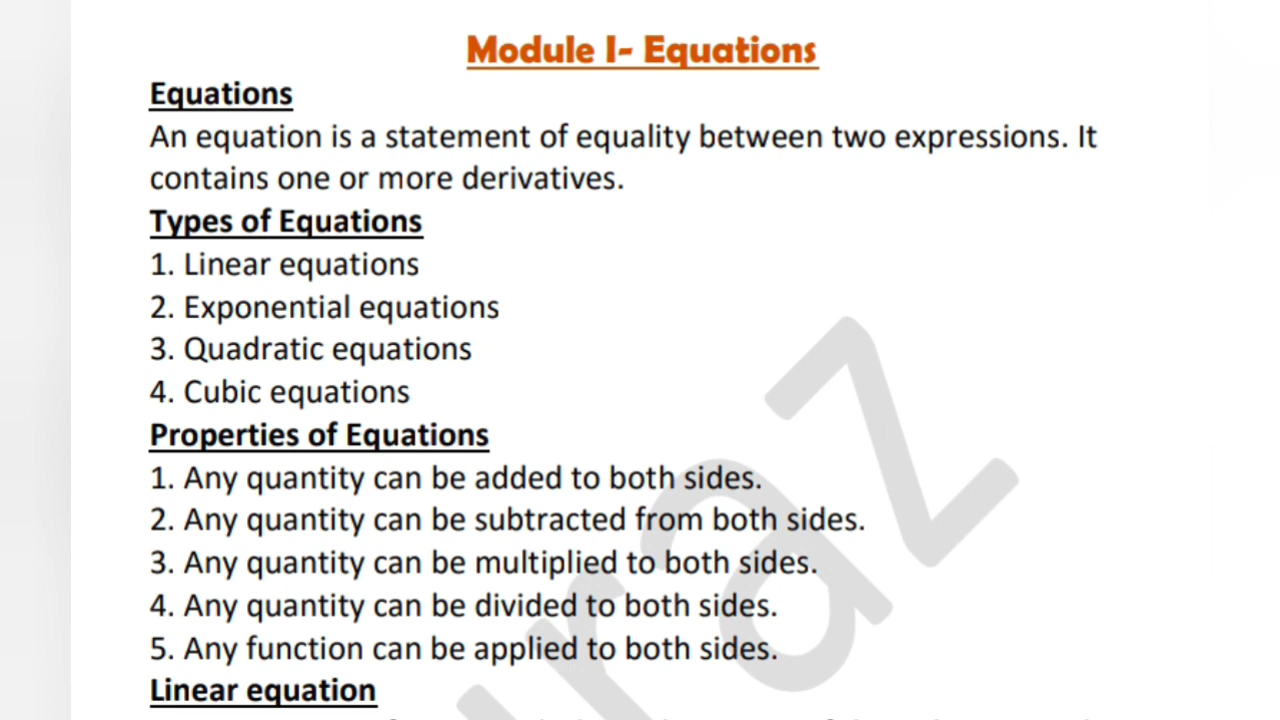 Module I- Equations
Equations
An equation is a statement of equality between two expressions. It
contains one or more derivatives.
Types of Equations
1. Linear equations
2. Exponential equations
3. Quadratic equations
4. Cubic equations
Properties of Equations
1. Any quantity can be added to both sides.
2. Any quantity can be subtracted from both sides.
3. Any quantity can be multiplied to both sides.
4. Any quantity can be divided to both sides.
5. Any function can be applied to both sides.
Linear equation